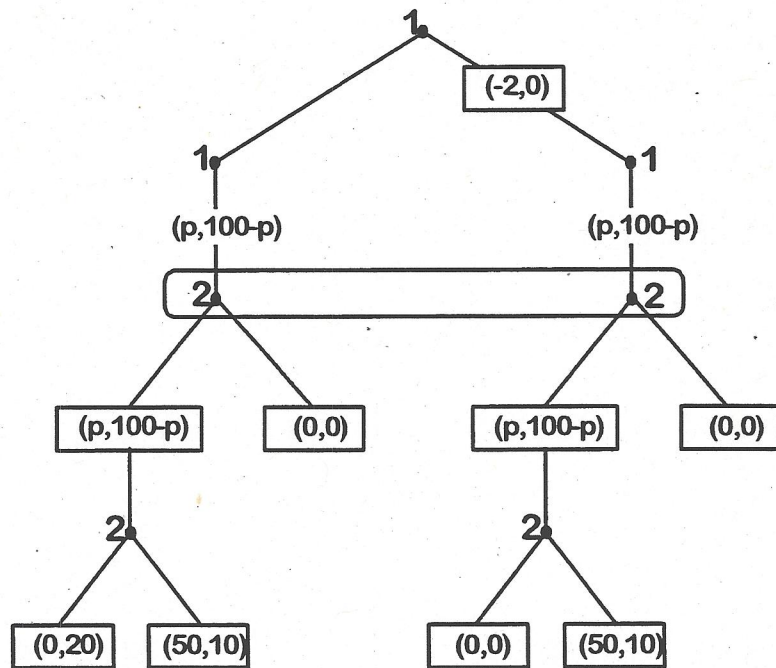 1
(-2,0)
1 1
(p,100-p) (p,100-p)
2 2
(p,100-p) (0,0) (p,100-p) (0,0)
2 2
(0,20) (50,10) (0,0) (50,10)